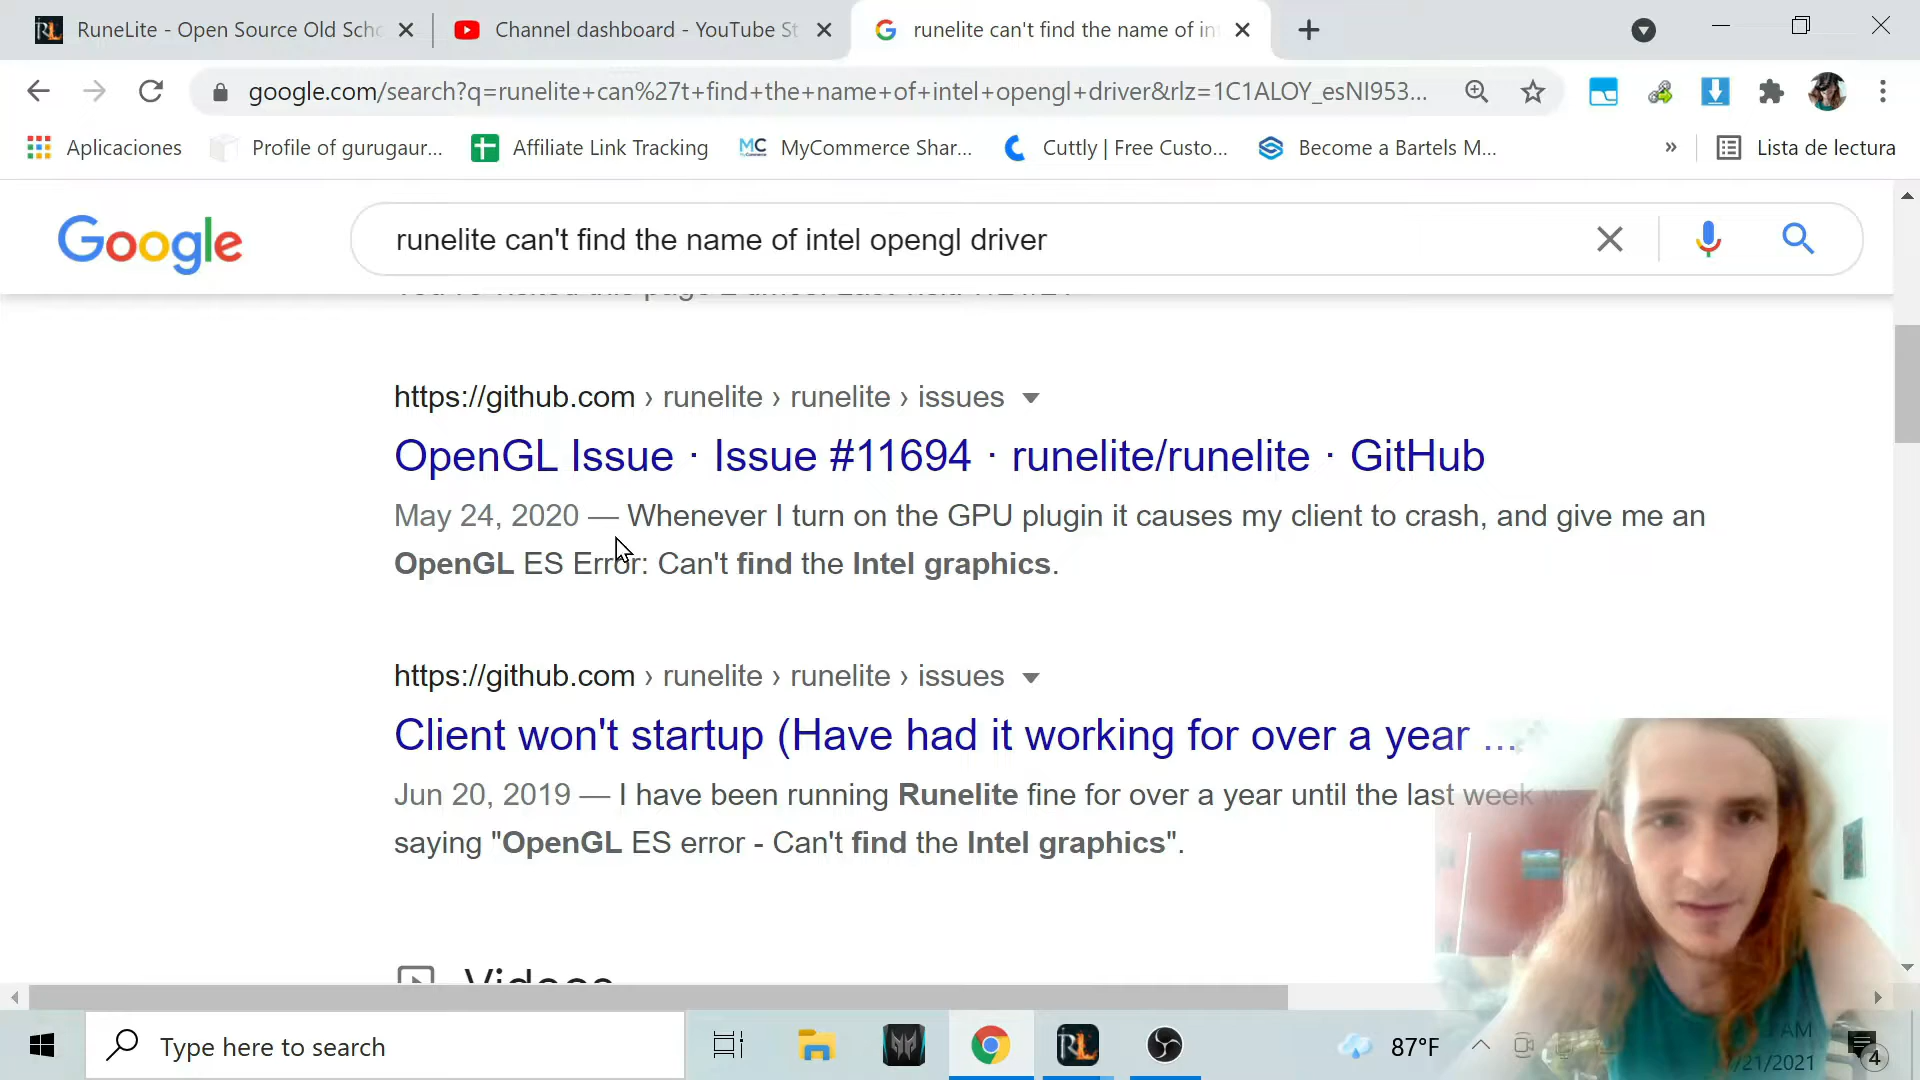 RuneLite - Open Source Old Sch
Channel dashboard - YouTube St
runelite can't find the name of in
google.com/search?q=runelite+can%27t+find+the+name+of+intel+opengl+driver&rlz=1C1ALOY_esNI953...
Aplicaciones
Profile of gurugaur...
Affiliate Link Tracking
MC MyCommerce Shar...
Cuttly | Free Custo...
Become a Bartels M...
»
Lista de lectura
Google
runelite can't find the name of intel opengl driver
https://github.com › runelite › runelite › issues
OpenGL Issue · Issue #11694 · runelite/runelite · GitHub
May 24, 2020 — Whenever I turn on the GPU plugin it causes my client to crash, and give me an
OpenGL ES Error: Can't find the Intel graphics.
https://github.com › runelite › runelite › issues
Client won't startup (Have had it working for over a year ...
Jun 20, 2019 — I have been running Runelite fine for over a year until the last week
saying "OpenGL ES error - Can't find the Intel graphics".
Videos
Type here to search
RL
87°F
AM
/21/2021
4